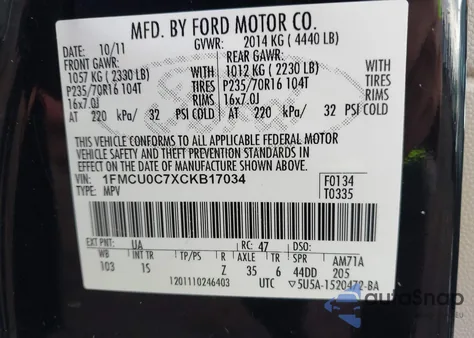 MFD. BY FORD MOTOR CO.
DATE: 10/11 GVWR: 2014 KG (4440 LB)
FRONT GAWR: REAR GAWR:
1057 KG (2330 LB) WITH 1012 KG (2230 LB) WITH
P235/70R16 104T TIRES P235/70R16 104T TIRES
16x7.0J RIMS 16x7.0J RIMS
AT 220 kPa/ 32 PSI COLD AT 220 kPa/ 32 PSI COLD
THIS VEHICLE CONFORMS TO ALL APPLICABLE FEDERAL MOTOR
VEHICLE SAFETY AND THEFT PREVENTION STANDARDS IN
EFFECT ON THE DATE OF MANUFACTURE SHOWN ABOVE.
VIN: 1FMCU0C7XCKB17034 F0134
TYPE: MPV T0335
EXT PNT: UA RC: 47 DSO:
WB INT TR TP/PS R AXLE TR SPR AM71A
103 1S Z 35 6 44DD 205
1201110246403 UTC ▽5U5A-1520472-BA
autoSnap